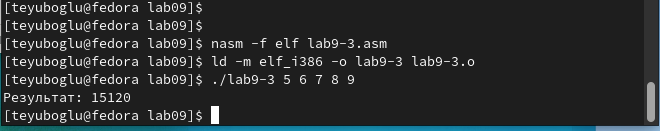 [teyuboglu@fedora lab09]$
[teyuboglu@fedora lab09]$
[teyuboglu@fedora lab09]$ nasm -f elf lab9-3.asm
[teyuboglu@fedora lab09]$ ld -m elf_i386 -o lab9-3 lab9-3.o
[teyuboglu@fedora lab09]$ ./lab9-3 5 6 7 8 9
Результат: 15120
[teyuboglu@fedora lab09]$